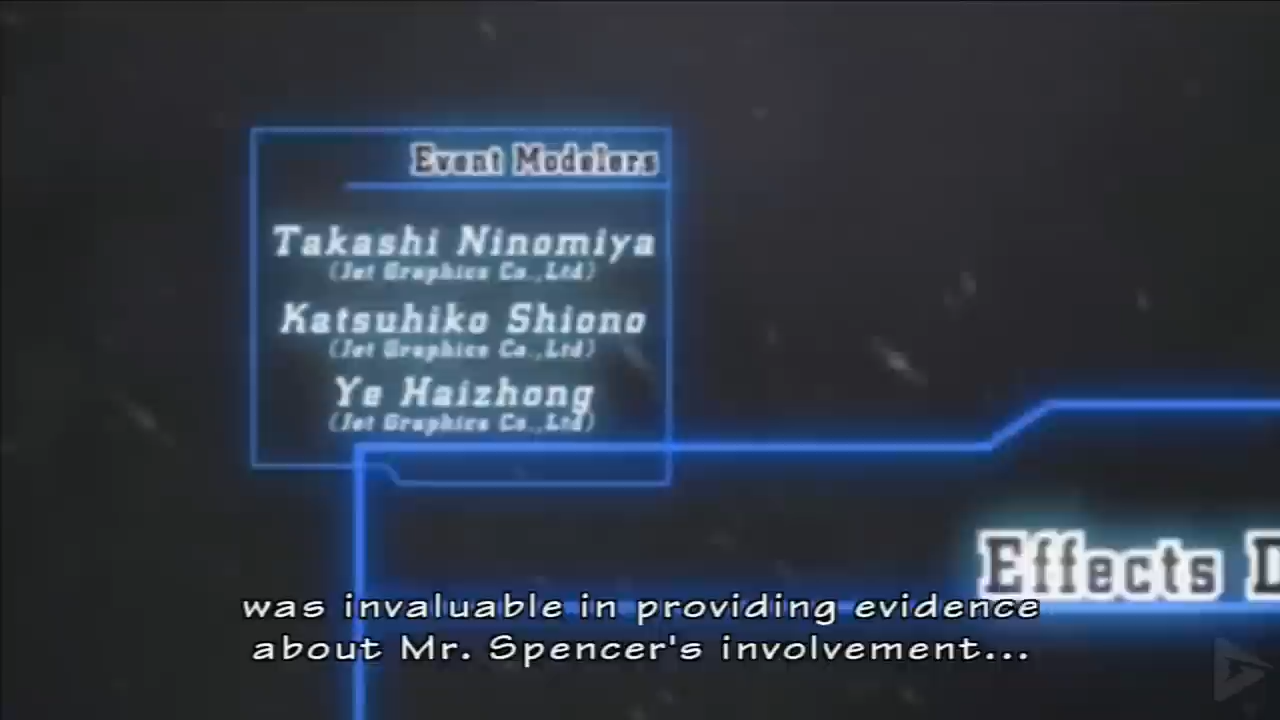 Event Modelers
Takashi Ninomiya
(Jet Graphics Co.,Ltd)
Katsuhiko Shiono
(Jet Graphics Co.,Ltd)
Ye Haizhong
(Jet Graphics Co.,Ltd)
Effects D
was invaluable in providing evidence
about Mr. Spencer's involvement...